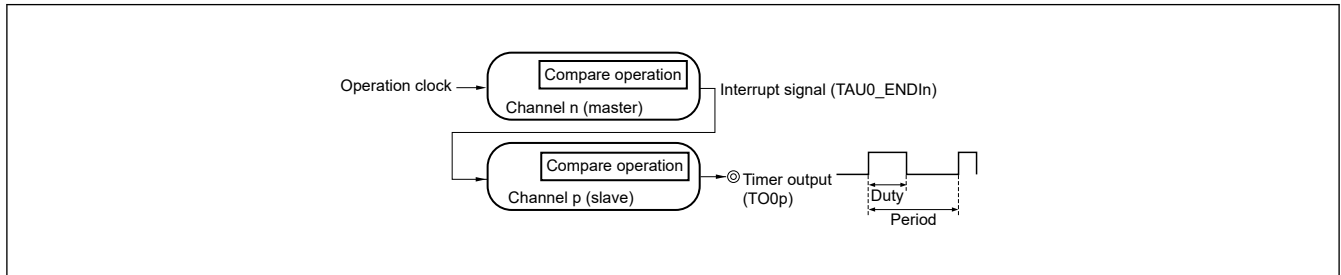 Compare operation
Operation clock
Interrupt signal (TAU0_ENDIn)
Channel n (master)
Compare operation
Timer output
(TO0p)
Channel p (slave)
Duty
Period